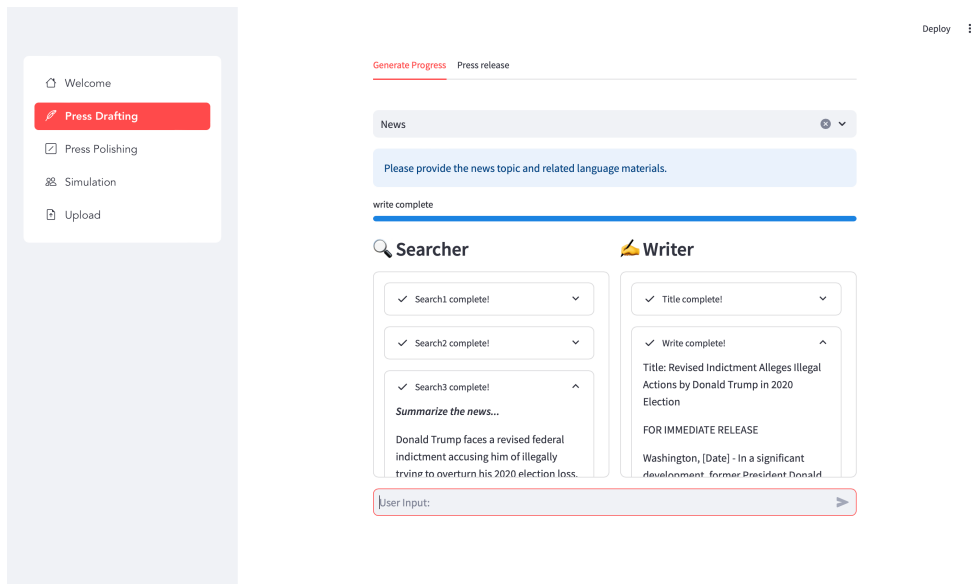 Deploy
Welcome
Press Drafting
Press Polishing
Simulation
Upload
Generate Progress Press release
News
Please provide the news topic and related language materials.
write complete
Searcher
Search1 complete!
Search2 complete!
Search3 complete!
Summarize the news...
Donald Trump faces a revised federal
indictment accusing him of illegally
trying to overturn his 2020 election loss.
Writer
Title complete!
Write complete!
Title: Revised Indictment Alleges Illegal
Actions by Donald Trump in 2020
Election
FOR IMMEDIATE RELEASE
Washington, [Date] - In a significant
development, former President Donald
User Input: